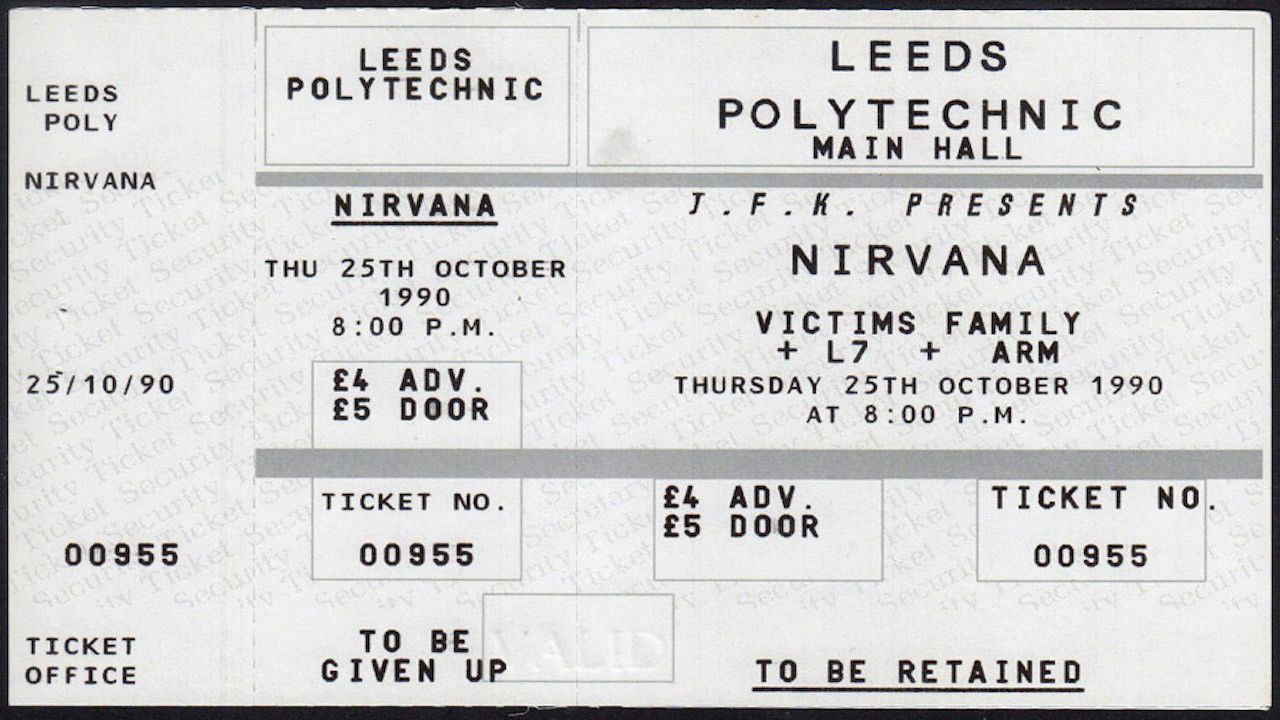 LEEDS
POLY
NIRVANA
25/10/90
00955
TICKET
OFFICE
LEEDS
POLYTECHNIC
NIRVANA
THU 25TH OCTOBER
1990
8:00 P.M.
£4 ADV.
£5 DOOR
TICKET NO.
00955
TO BE
GIVEN UP
VALID
LEEDS
POLYTECHNIC
MAIN HALL
J.F.K. PRESENTS
NIRVANA
VICTIMS FAMILY
+ L7 + ARM
THURSDAY 25TH OCTOBER 1990
AT 8:00 P.M.
£4 ADV.
£5 DOOR
TICKET NO.
00955
TO BE RETAINED